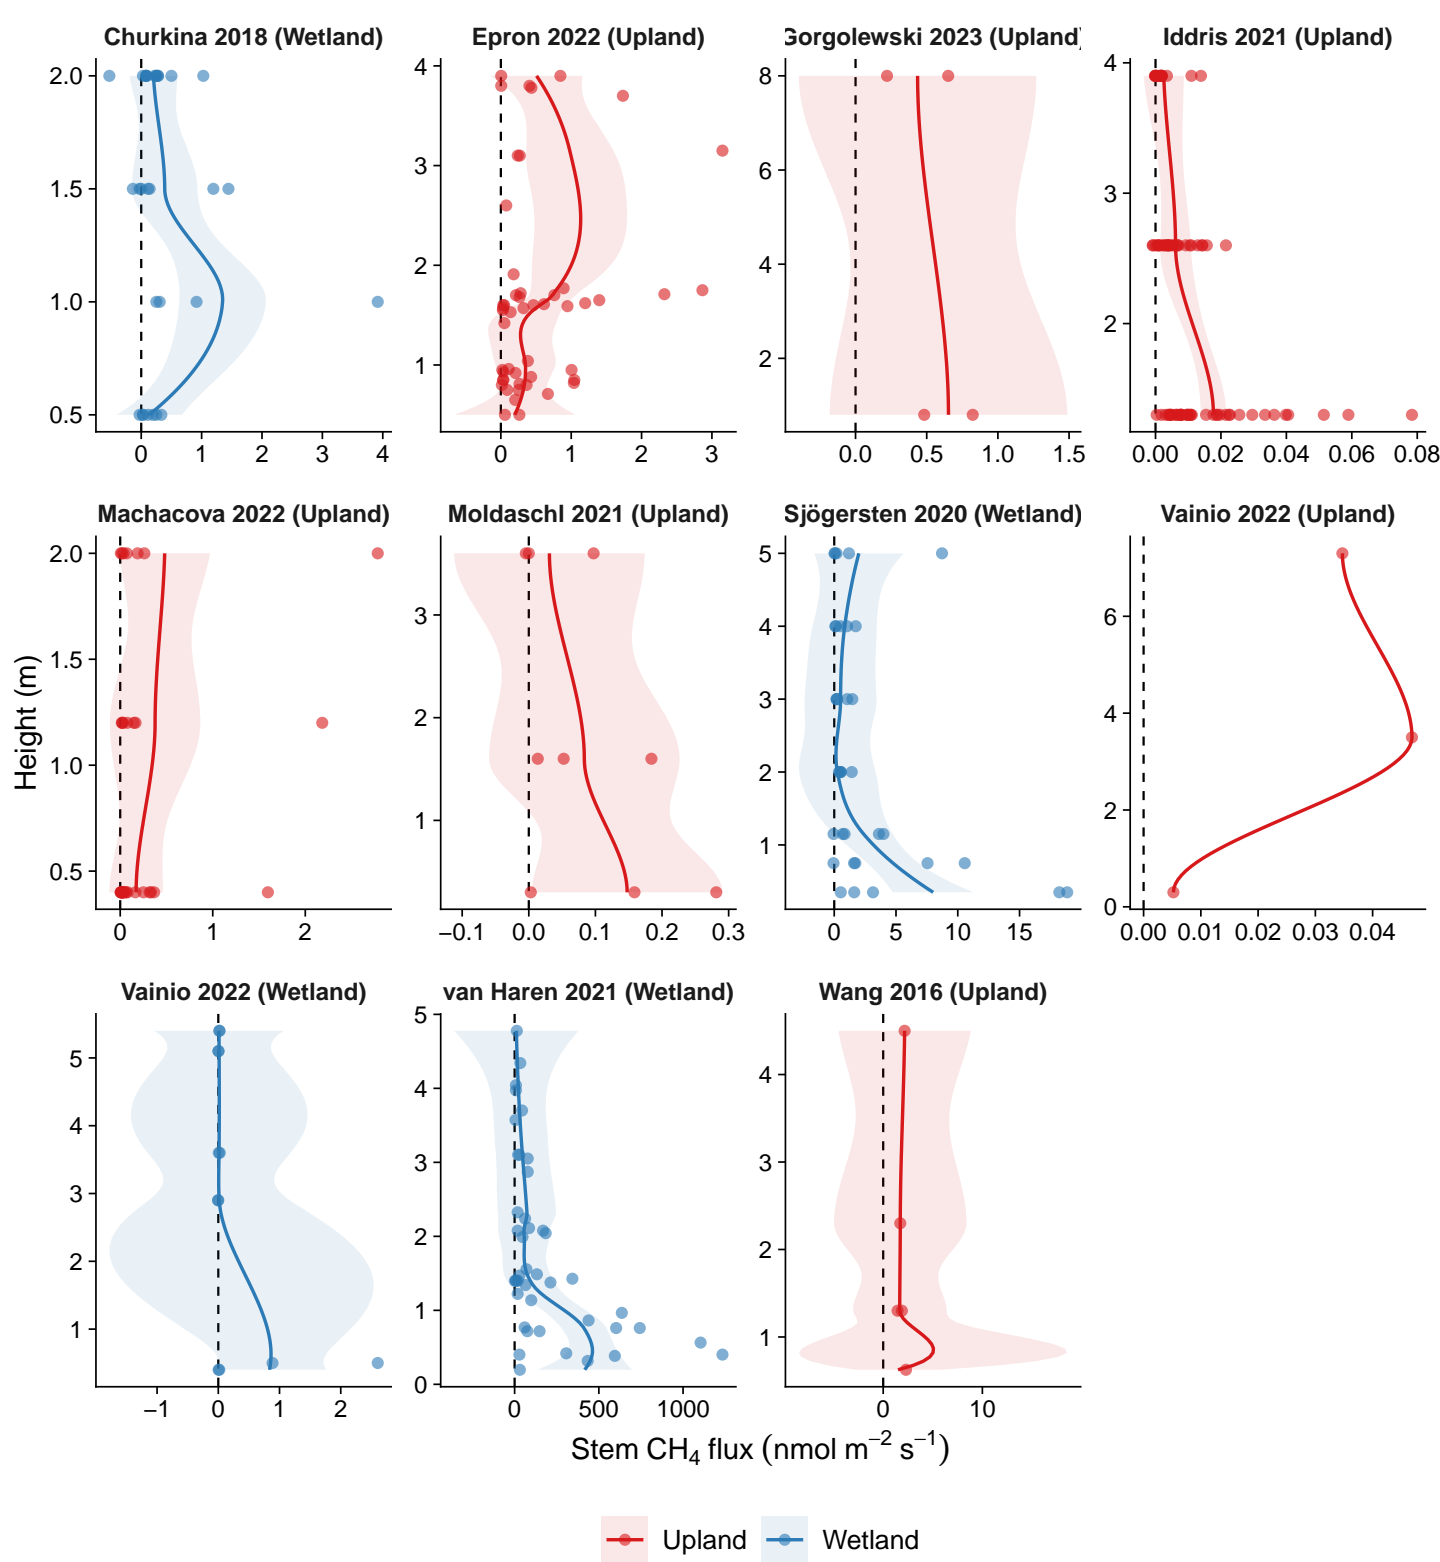 Churkina 2018 (Wetland)
Epron 2022 (Upland)
Gorgolewski 2023 (Upland)
Iddris 2021 (Upland)
2.0
1.5
1.0
0.5
0 1 2 3 4
4
3
2
1
0 1 2 3
8
6
4
2
0.0 0.5 1.0 1.5
4
3
2
0.00 0.02 0.04 0.06 0.08
Machacova 2022 (Upland)
Moldaschl 2021 (Upland)
Sjögersten 2020 (Wetland)
Vainio 2022 (Upland)
Height (m)
2.0
1.5
1.0
0.5
0 1 2
3
2
1
−0.1 0.0 0.1 0.2 0.3
5
4
3
2
1
0 5 10 15
6
4
2
0
0.00 0.01 0.02 0.03 0.04
Vainio 2022 (Wetland)
van Haren 2021 (Wetland)
Wang 2016 (Upland)
5
4
3
2
1
−1 0 1 2
5
4
3
2
1
0
0 500 1000
4
3
2
1
0 10
Stem CH₄ flux (nmol m⁻² s⁻¹)
Upland Wetland